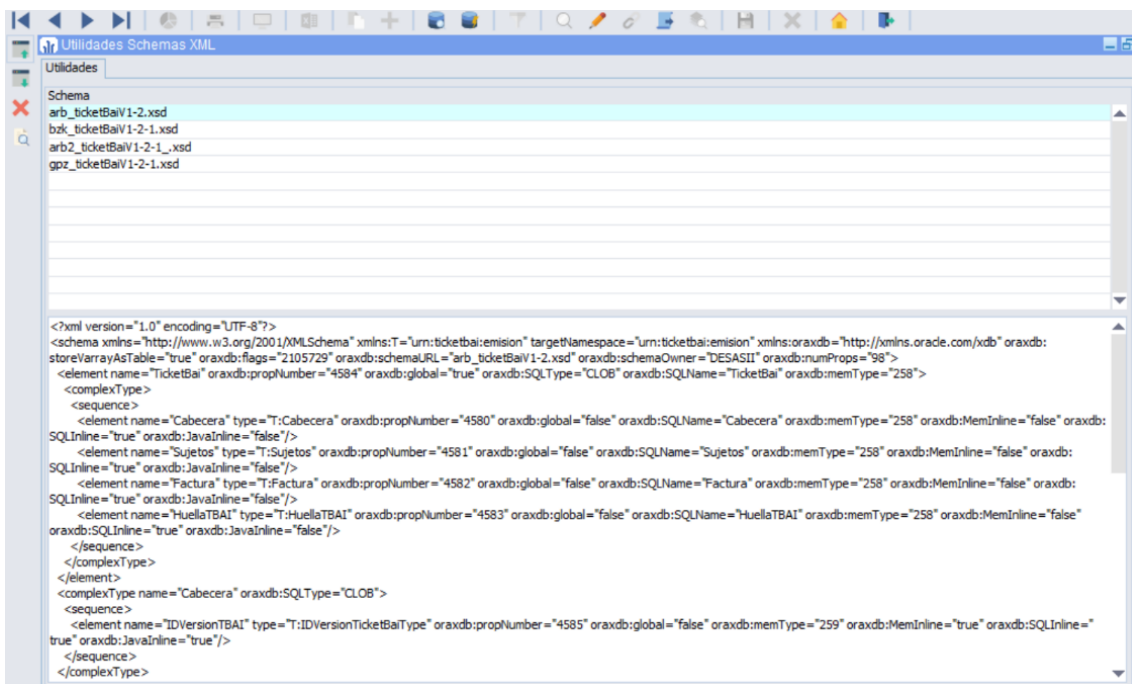 Utilidades Schemas XML
Utilidades
Schema
arb_ticketBaiV1-2.xsd
bzk_ticketBaiV1-2-1.xsd
arb2_ticketBaiV1-2-1_.xsd
gpz_ticketBaiV1-2-1.xsd
<?xml version="1.0" encoding="UTF-8"?>
<schema xmlns="http://www.w3.org/2001/XMLSchema" xmlns:T="urn:ticketbai:emision" targetNamespace="urn:ticketbai:emision" xmlns:oraxdb="http://xmlns.oracle.com/xdb" oraxdb:
storeVarrayAsTable="true" oraxdb:flags="2105729" oraxdb:schemaURL="arb_ticketBaiV1-2.xsd" oraxdb:schemaOwner="DESASII" oraxdb:numProps="98">
<element name="TicketBai" oraxdb:propNumber="4584" oraxdb:global="true" oraxdb:SQLType="CLOB" oraxdb:SQLName="TicketBai" oraxdb:memType="258">
<complexType>
<sequence>
<element name="Cabecera" type="T:Cabecera" oraxdb:propNumber="4580" oraxdb:global="false" oraxdb:SQLName="Cabecera" oraxdb:memType="258" oraxdb:MemInline="false" oraxdb:
SQLInline="true" oraxdb:JavaInline="false"/>
<element name="Sujetos" type="T:Sujetos" oraxdb:propNumber="4581" oraxdb:global="false" oraxdb:SQLName="Sujetos" oraxdb:memType="258" oraxdb:MemInline="false" oraxdb:
SQLInline="true" oraxdb:JavaInline="false"/>
<element name="Factura" type="T:Factura" oraxdb:propNumber="4582" oraxdb:global="false" oraxdb:SQLName="Factura" oraxdb:memType="258" oraxdb:MemInline="false" oraxdb:
SQLInline="true" oraxdb:JavaInline="false"/>
<element name="HuellaTBAI" type="T:HuellaTBAI" oraxdb:propNumber="4583" oraxdb:global="false" oraxdb:SQLName="HuellaTBAI" oraxdb:memType="258" oraxdb:MemInline="false"
oraxdb:SQLInline="true" oraxdb:JavaInline="false"/>
</sequence>
</complexType>
</element>
<complexType name="Cabecera" oraxdb:SQLType="CLOB">
<sequence>
<element name="IDVersionTBAI" type="T:IDVersionTicketBaiType" oraxdb:propNumber="4585" oraxdb:global="false" oraxdb:memType="259" oraxdb:MemInline="true" oraxdb:SQLInline="
true" oraxdb:JavaInline="true"/>
</sequence>
</complexType>